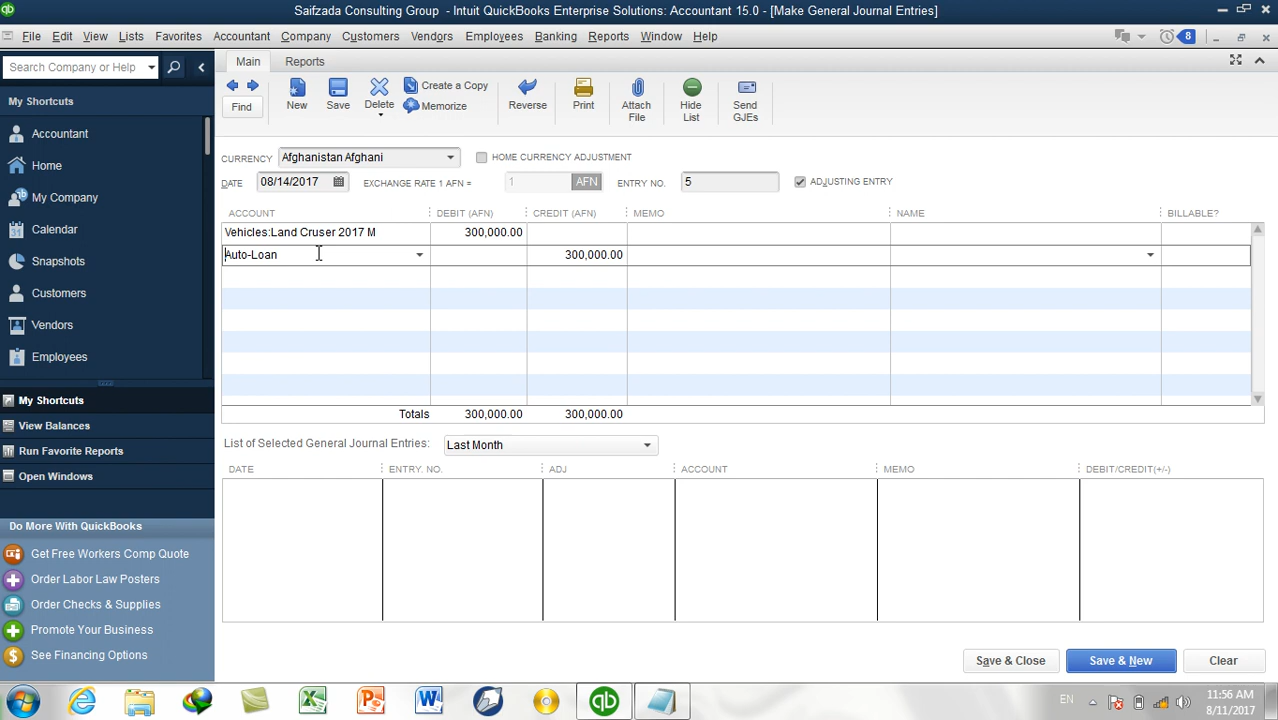 Saifzada Consulting Group - Intuit QuickBooks Enterprise Solutions: Accountant 15.0 - [Make General Journal Entries]
File Edit View Lists Favorites Accountant Company Customers Vendors Employees Banking Reports Window Help 8
Search Company or Help
My Shortcuts
Accountant
Home
My Company
Calendar
Snapshots
Customers
Vendors
Employees
My Shortcuts
View Balances
Run Favorite Reports
Open Windows
Do More With QuickBooks
Get Free Workers Comp Quote
Order Labor Law Posters
Order Checks & Supplies
Promote Your Business
See Financing Options
Main Reports
Find New Save Delete Create a Copy Memorize Reverse Print Attach File Hide List Send GJEs
CURRENCY Afghanistan Afghani HOME CURRENCY ADJUSTMENT
DATE 08/14/2017 EXCHANGE RATE 1 AFN = 1 AFN ENTRY NO. 5 ADJUSTING ENTRY
ACCOUNT DEBIT (AFN) CREDIT (AFN) MEMO NAME BILLABLE?
Vehicles:Land Cruser 2017 M 300,000.00
Auto-Loan 300,000.00
Totals 300,000.00 300,000.00
List of Selected General Journal Entries: Last Month
DATE ENTRY. NO. ADJ ACCOUNT MEMO DEBIT/CREDIT(+/-)
Save & Close Save & New Clear
EN 11:56 AM
8/11/2017